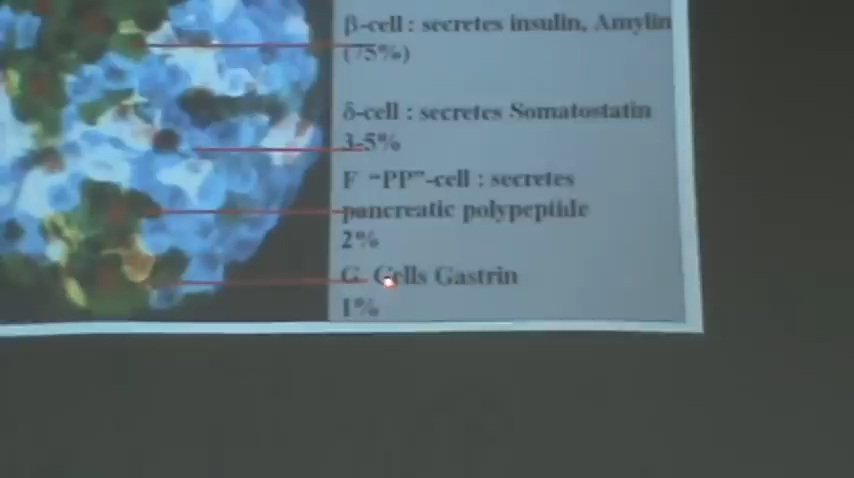 β-cell : secretes insulin, Amylin
(75%)
δ-cell : secretes Somatostatin
3-5%
F “PP”-cell : secretes
pancreatic polypeptide
2%
G Cells Gastrin
1%